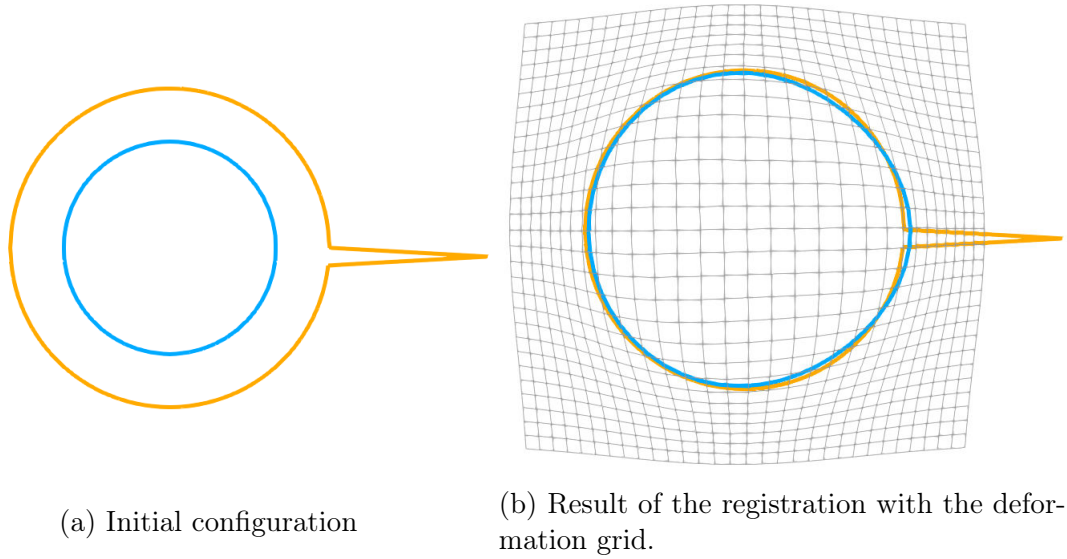 (a) Initial configuration
(b) Result of the registration with the defor-
mation grid.